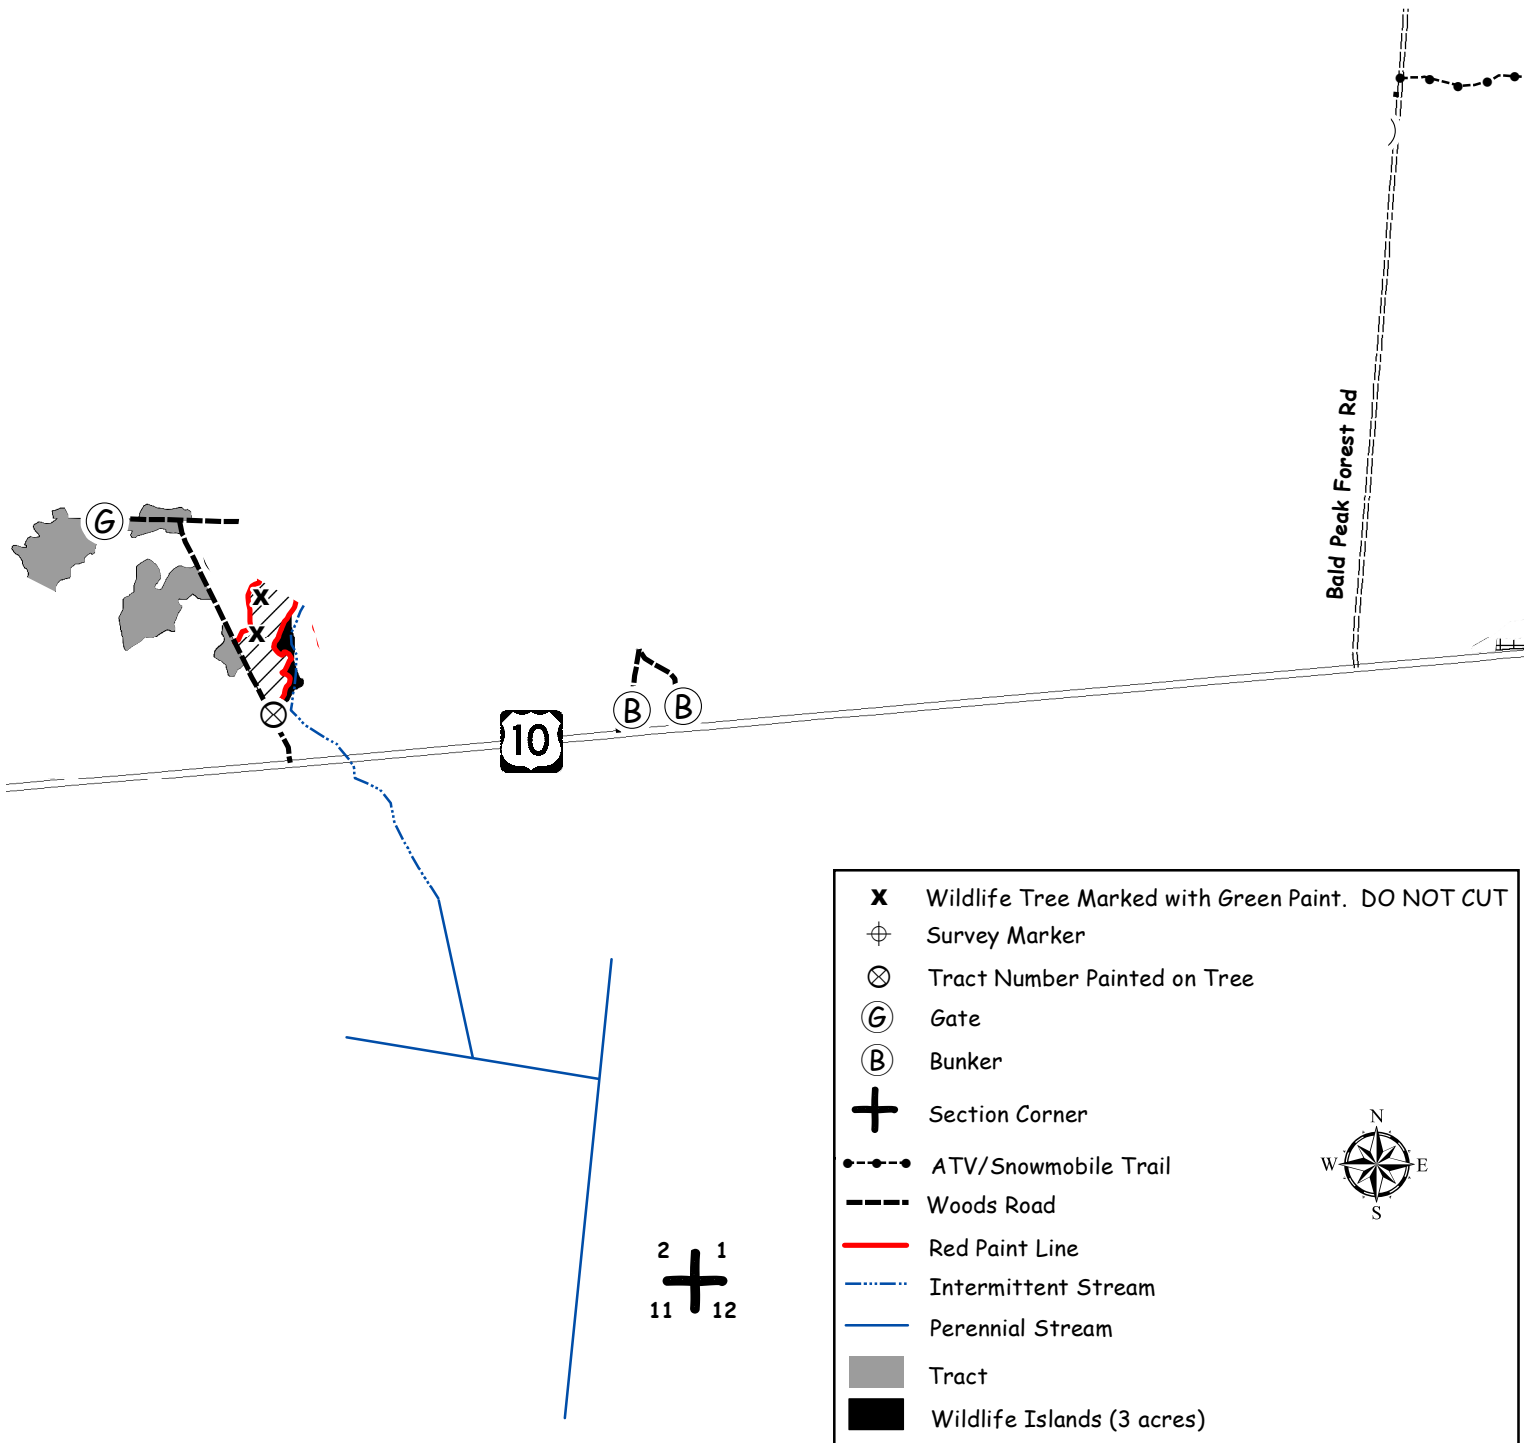 Bald Peak Forest Rd
G
X
X
B
B
10
X Wildlife Tree Marked with Green Paint. DO NOT CUT
Survey Marker
Tract Number Painted on Tree
G Gate
B Bunker
Section Corner
ATV/Snowmobile Trail
Woods Road
Red Paint Line
Intermittent Stream
Perennial Stream
Tract
Wildlife Islands (3 acres)
N
W E
S
2 1
11 12